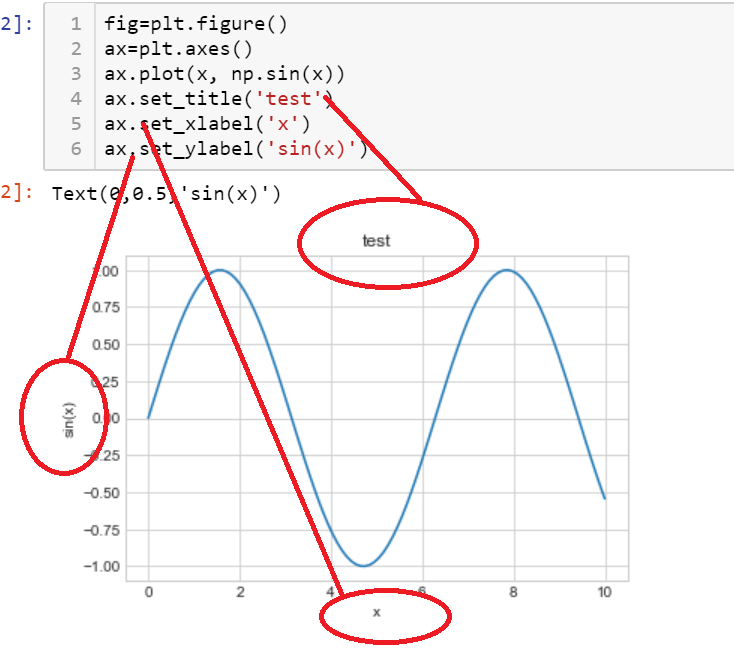 2]:
1 fig=plt.figure()
2 ax=plt.axes()
3 ax.plot(x, np.sin(x))
4 ax.set_title('test')
5 ax.set_xlabel('x')
6 ax.set_ylabel('sin(x)')
2]: Text(0,0.5,'sin(x)')
test
1.00
0.75
0.50
0.25
0.00
−0.25
−0.50
−0.75
−1.00
sin(x)
0 2 4 6 8 10
x